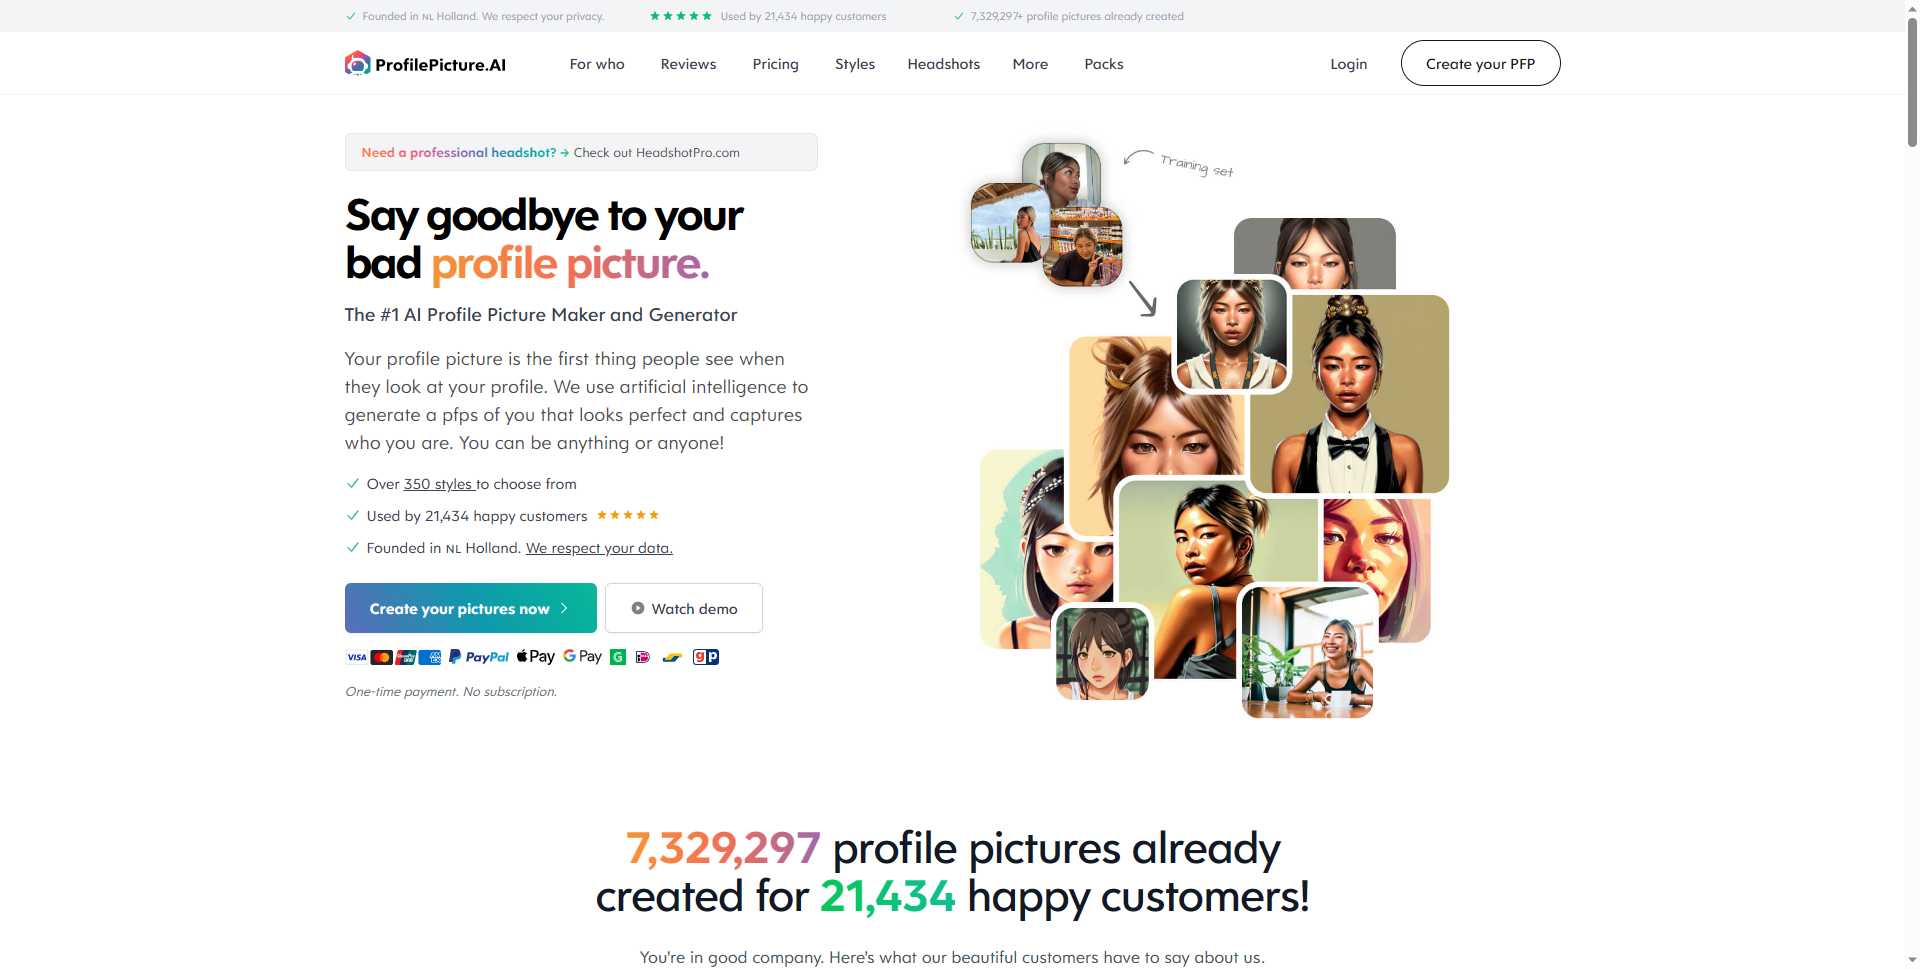 Founded in NL Holland. We respect your privacy.
Used by 21,434 happy customers
7,329,297+ profile pictures already created
ProfilePicture.AI
For who
Reviews
Pricing
Styles
Headshots
More
Packs
Login
Create your PFP
Need a professional headshot? → Check out HeadshotPro.com
Say goodbye to your
bad profile picture.
The #1 AI Profile Picture Maker and Generator
Your profile picture is the first thing people see when
they look at your profile. We use artificial intelligence to
generate a pfps of you that looks perfect and captures
who you are. You can be anything or anyone!
Over 350 styles to choose from
Used by 21,434 happy customers
Founded in NL Holland. We respect your data.
Create your pictures now
Watch demo
VISA
PayPal
Pay
G Pay
G
gp
One-time payment. No subscription.
Training set
7,329,297 profile pictures already
created for 21,434 happy customers!
You're in good company. Here's what our beautiful customers have to say about us.